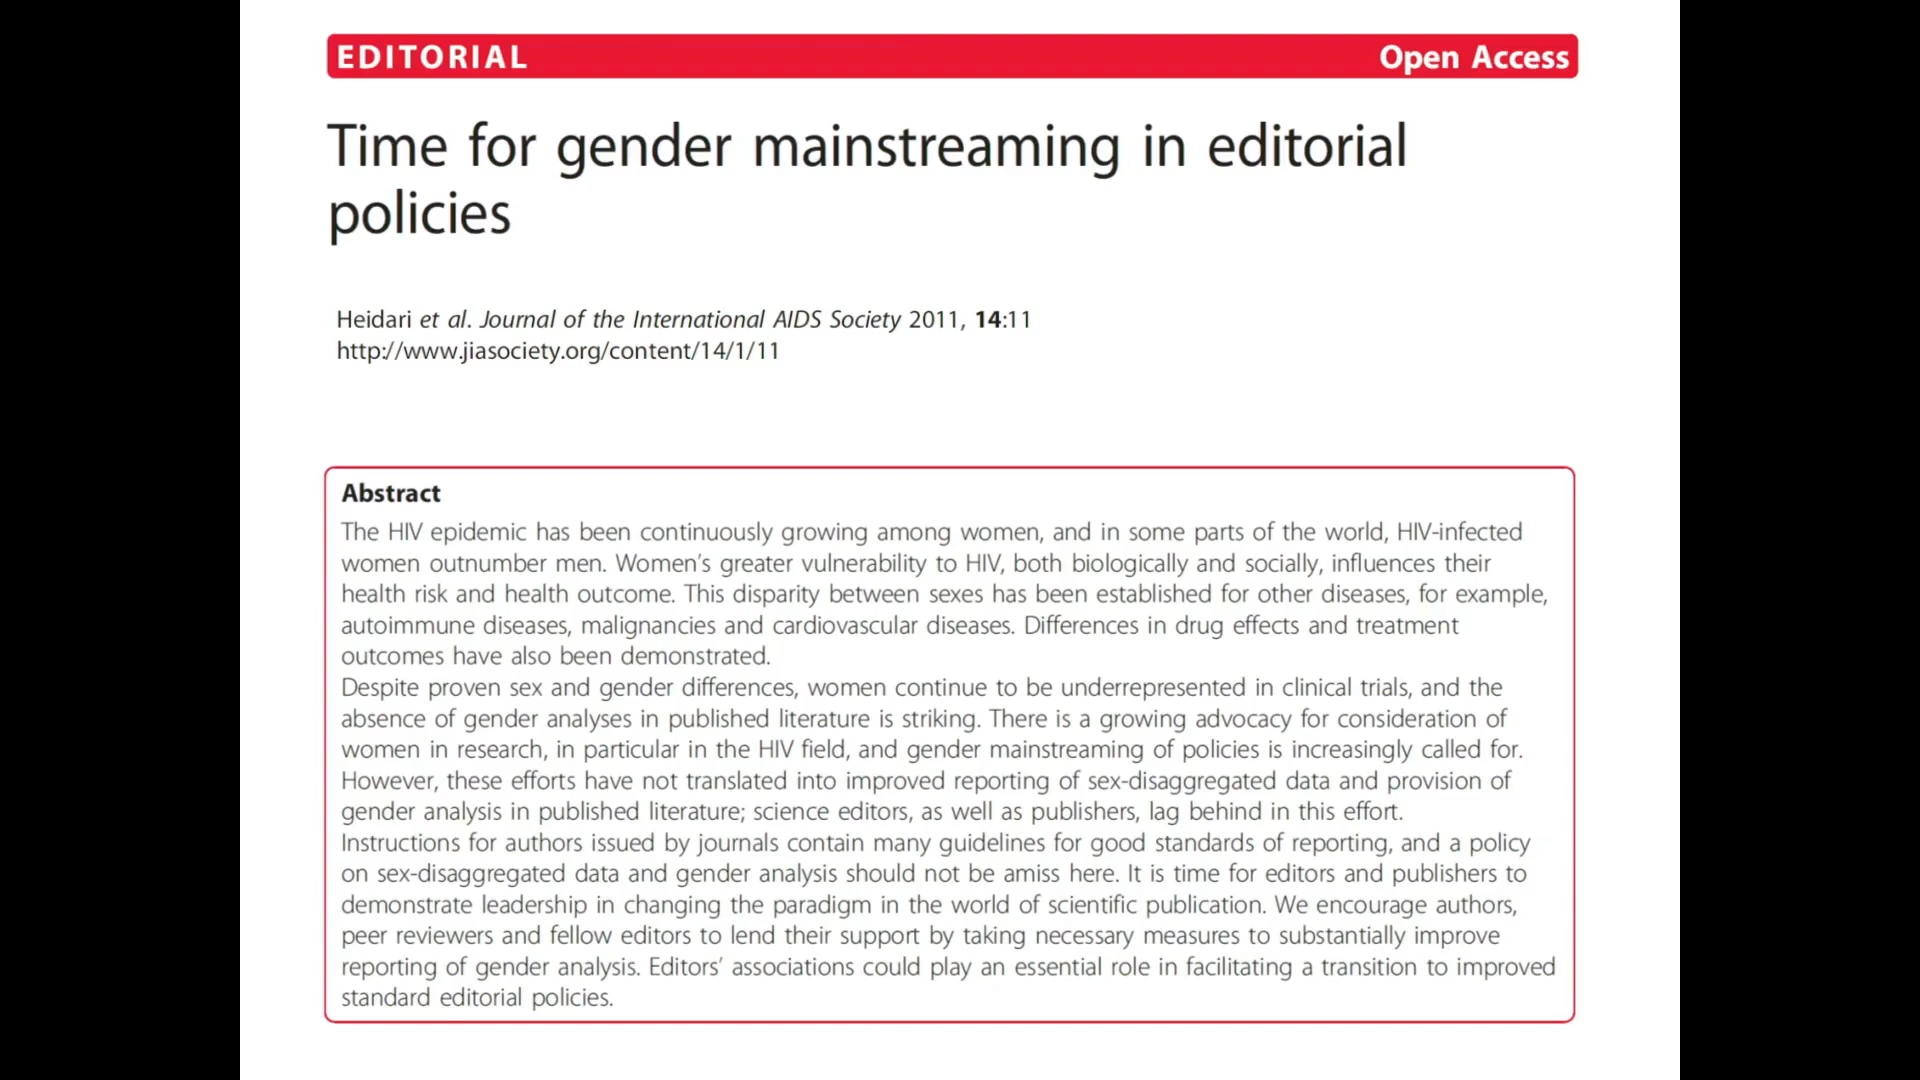 EDITORIAL Open Access
Time for gender mainstreaming in editorial
policies
Heidari et al. Journal of the International AIDS Society 2011, 14:11
http://www.jiasociety.org/content/14/1/11
Abstract
The HIV epidemic has been continuously growing among women, and in some parts of the world, HIV-infected
women outnumber men. Women’s greater vulnerability to HIV, both biologically and socially, influences their
health risk and health outcome. This disparity between sexes has been established for other diseases, for example,
autoimmune diseases, malignancies and cardiovascular diseases. Differences in drug effects and treatment
outcomes have also been demonstrated.
Despite proven sex and gender differences, women continue to be underrepresented in clinical trials, and the
absence of gender analyses in published literature is striking. There is a growing advocacy for consideration of
women in research, in particular in the HIV field, and gender mainstreaming of policies is increasingly called for.
However, these efforts have not translated into improved reporting of sex-disaggregated data and provision of
gender analysis in published literature; science editors, as well as publishers, lag behind in this effort.
Instructions for authors issued by journals contain many guidelines for good standards of reporting, and a policy
on sex-disaggregated data and gender analysis should not be amiss here. It is time for editors and publishers to
demonstrate leadership in changing the paradigm in the world of scientific publication. We encourage authors,
peer reviewers and fellow editors to lend their support by taking necessary measures to substantially improve
reporting of gender analysis. Editors’ associations could play an essential role in facilitating a transition to improved
standard editorial policies.